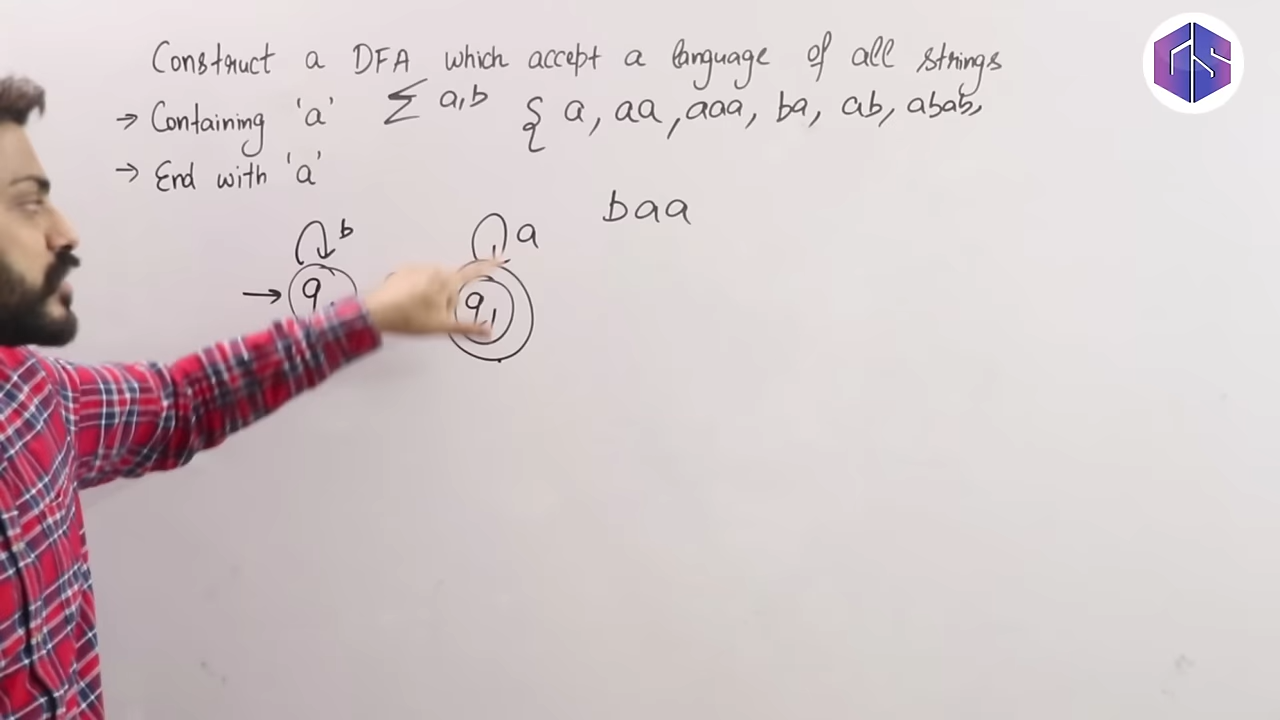 Construct a DFA which accept a language of all strings
→ Containing 'a' Σ a,b { a, aa, aaa, ba, ab, abab,
→ End with 'a'
baa
b a
→ q q1